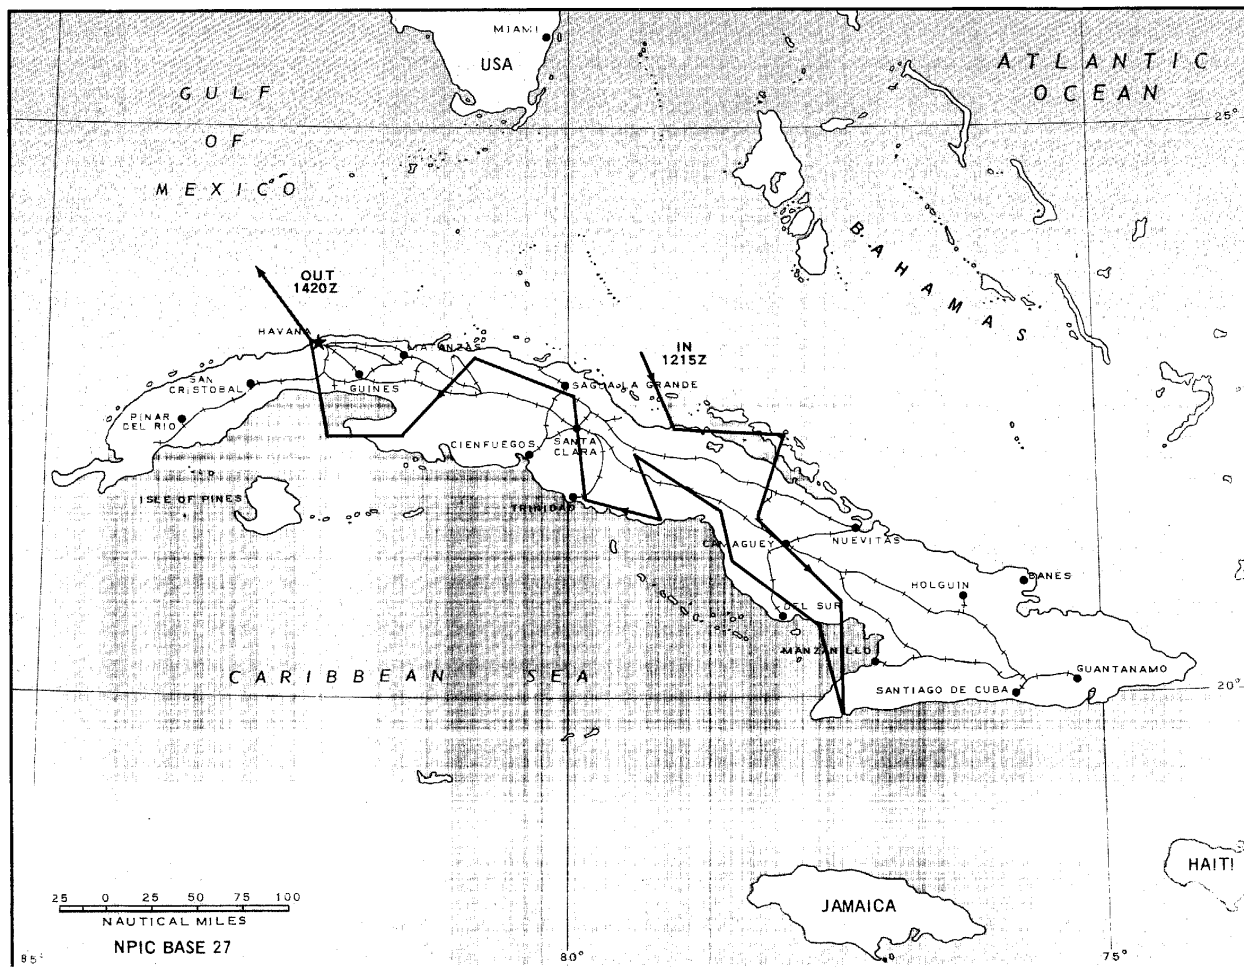 MIAMI
USA
ATLANTIC
OCEAN
GULF
OF
MEXICO
25°
BAHAMAS
OUT
1420Z
HAVANA
MATANZAS
IN
1215Z
SAN
CRISTOBAL
GUINES
SAGUA LA GRANDE
PINAR
DEL RIO
CIENFUEGOS
SANTA
CLARA
ISLE OF PINES
TRINIDAD
CAMAGUEY
NUEVITAS
HOLGUIN
BANES
DEL SUR
MANZANILLO
GUANTANAMO
CARIBBEAN SEA
SANTIAGO DE CUBA
20°
HAITI
JAMAICA
25 0 25 50 75 100
NAUTICAL MILES
NPIC BASE 27
85°
80°
75°